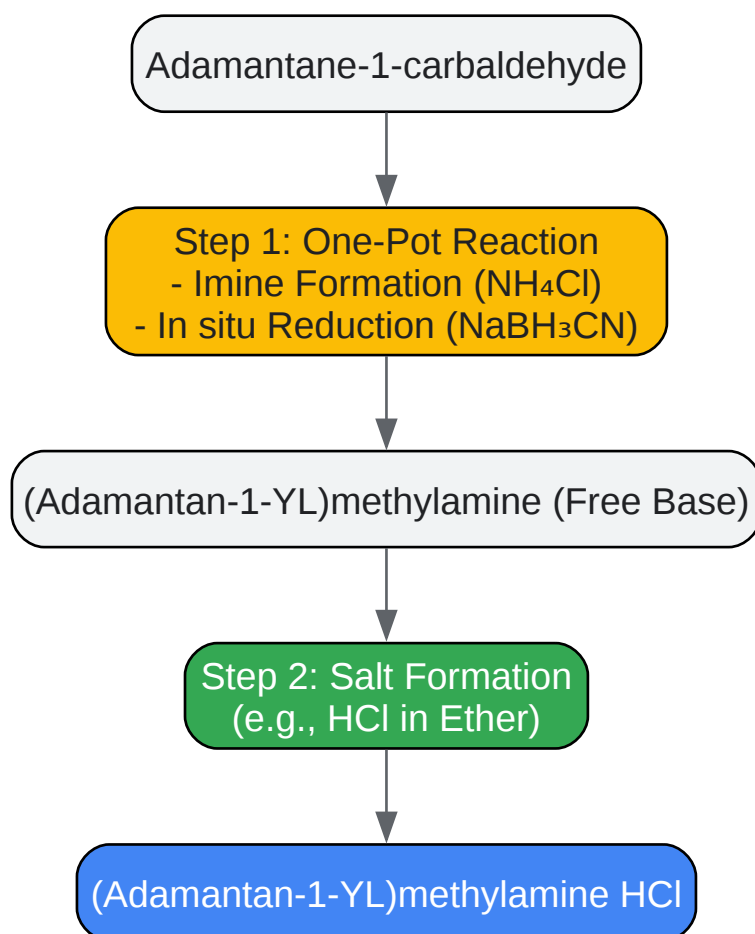 Adamantane-1-carbaldehyde
Step 1: One-Pot Reaction
- Imine Formation (NH₄Cl)
- In situ Reduction (NaBH₃CN)
(Adamantan-1-YL)methylamine (Free Base)
Step 2: Salt Formation
(e.g., HCl in Ether)
(Adamantan-1-YL)methylamine HCl